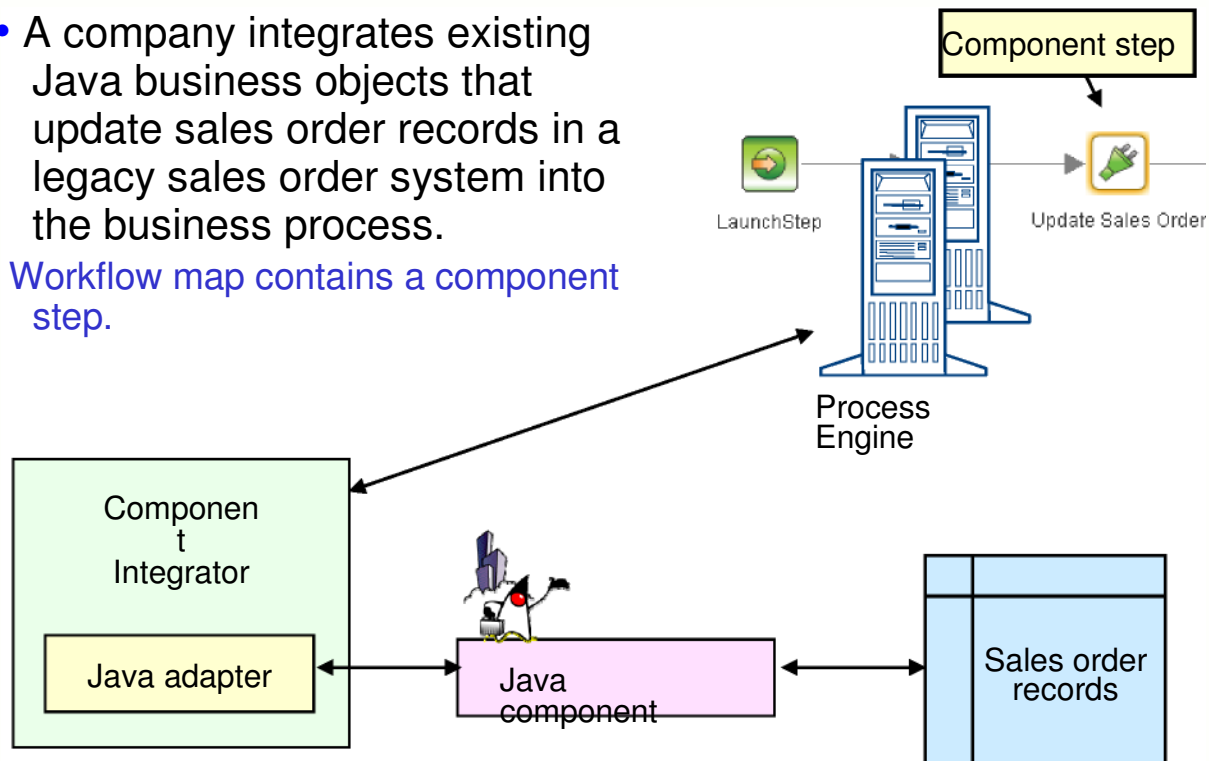 • A company integrates existing
Java business objects that
update sales order records in a
legacy sales order system into
the business process.
Workflow map contains a component
step.
Component step
LaunchStep
Update Sales Order
Process
Engine
Componen
t
Integrator
Java adapter
Java
component
Sales order
records